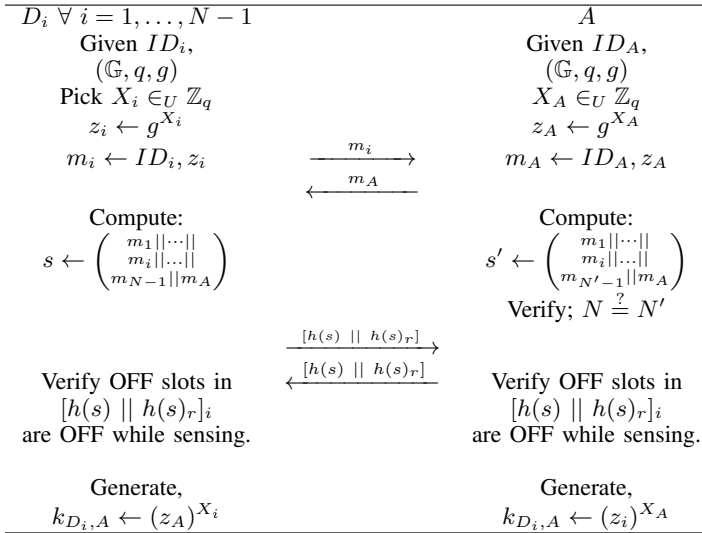 D_i ∀ i = 1, . . . , N − 1 A
Given ID_i, Given ID_A,
(𝔾, q, g) (𝔾, q, g)
Pick X_i ∈_U ℤ_q X_A ∈_U ℤ_q
z_i ← g^{X_i} z_A ← g^{X_A}
m_i ← ID_i, z_i —m_i→ m_A ← ID_A, z_A
←m_A—
Compute: Compute:
m_1||···|| m_1||···||
s ← ( m_i||...|| ) s′ ← ( m_i||...|| )
m_{N−1}||m_A m_{N′−1}||m_A
Verify; N ≟ N′
[h(s) || h(s)_r] →
← [h(s) || h(s)_r]
Verify OFF slots in Verify OFF slots in
[h(s) || h(s)_r]_i [h(s) || h(s)_r]_i
are OFF while sensing. are OFF while sensing.
Generate, Generate,
k_{D_i,A} ← (z_A)^{X_i} k_{D_i,A} ← (z_i)^{X_A}